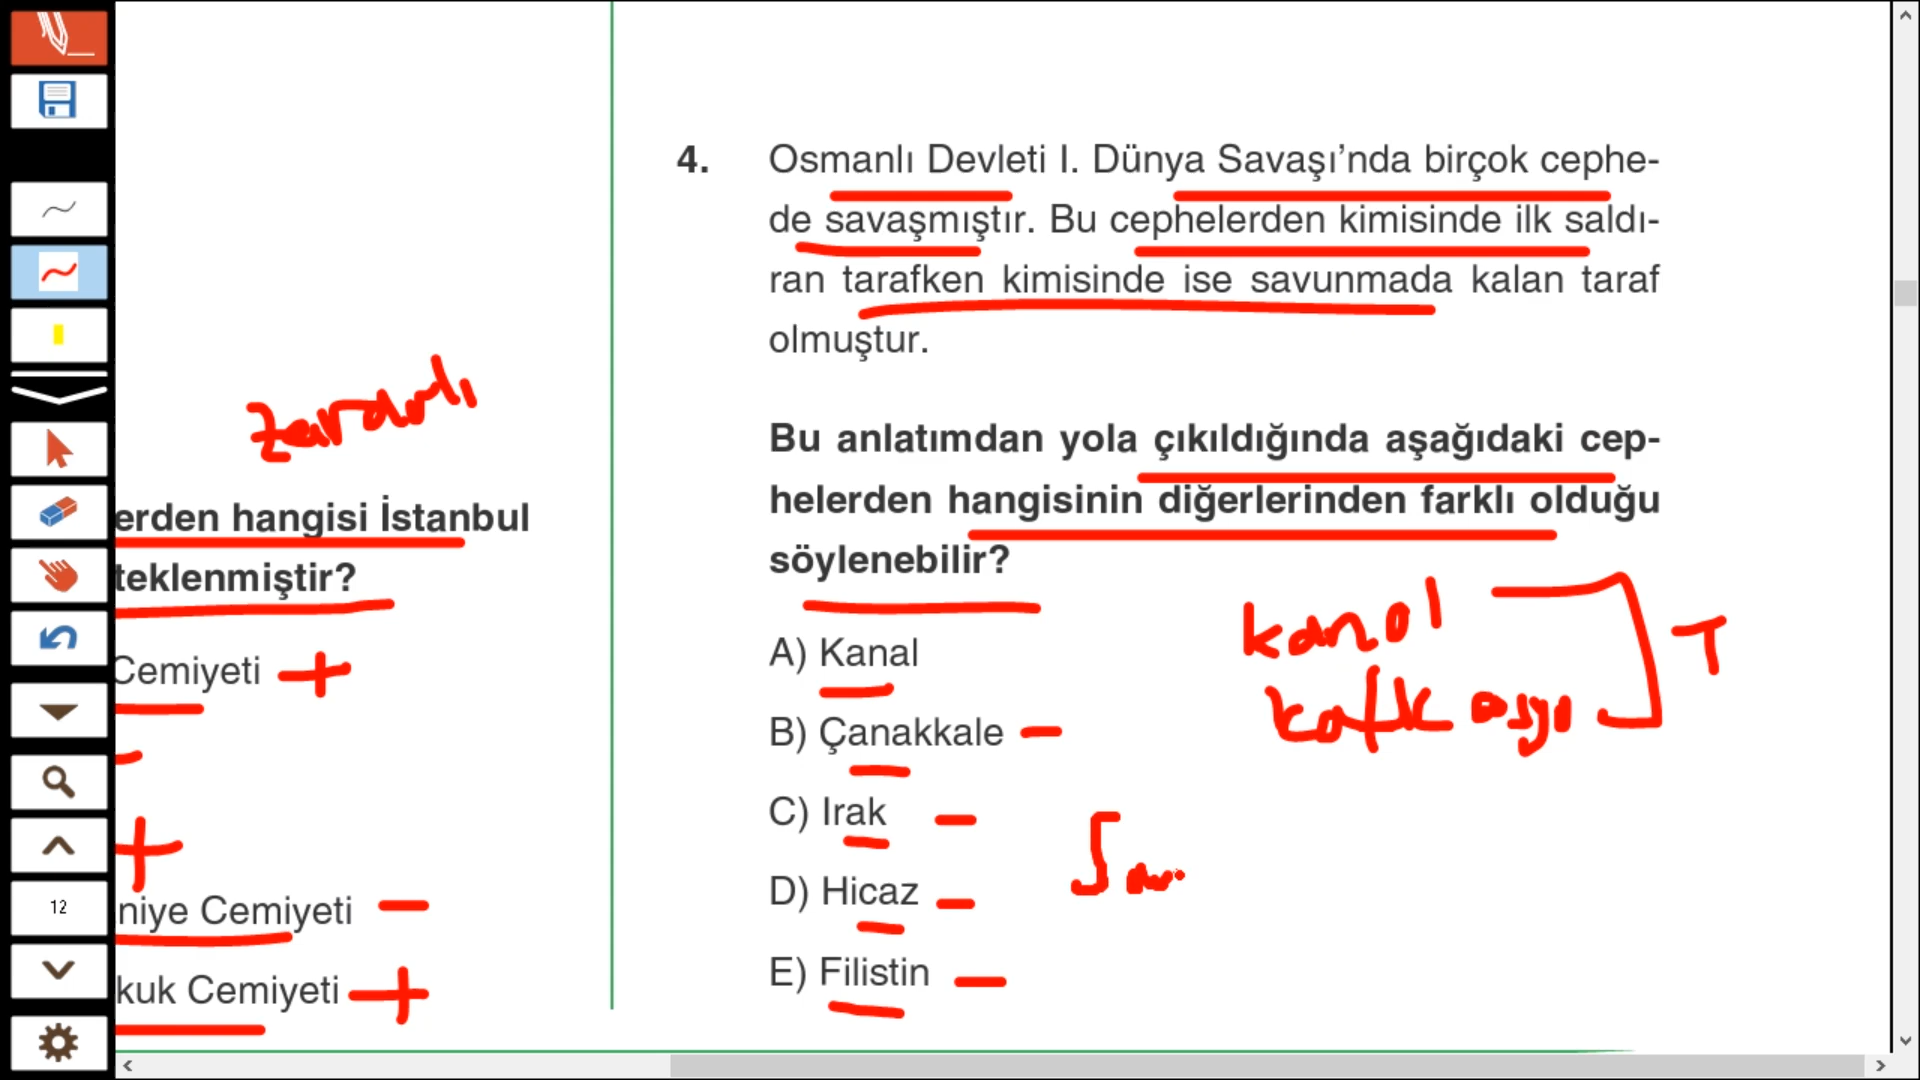 zararlı
erden hangisi İstanbul
teklenmiştir?
Cemiyeti +
-
+
niye Cemiyeti -
kuk Cemiyeti +
4. Osmanlı Devleti I. Dünya Savaşı’nda birçok cephe-
de savaşmıştır. Bu cephelerden kimisinde ilk saldı-
ran tarafken kimisinde ise savunmada kalan taraf
olmuştur.
Bu anlatımdan yola çıkıldığında aşağıdaki cep-
helerden hangisinin diğerlerinden farklı olduğu
söylenebilir?
A) Kanal
B) Çanakkale -
C) Irak -
D) Hicaz -
E) Filistin -
kanal
kafkasya
T
12